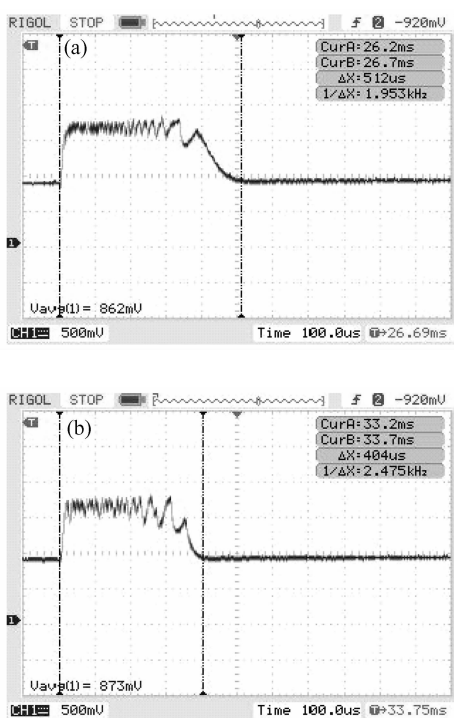 RIGOL STOP f 2 -920mV
T (a)
CurA=26.2ms
CurB=26.7ms
ΔX=512us
1/ΔX=1.953kHz
1
Vavg(1)= 862mV
CH1 500mV Time 100.0us T→26.69ms
RIGOL STOP f 2 -920mV
T (b)
CurA=33.2ms
CurB=33.7ms
ΔX=404us
1/ΔX=2.475kHz
1
Vavg(1)= 873mV
CH1 500mV Time 100.0us T→33.75ms